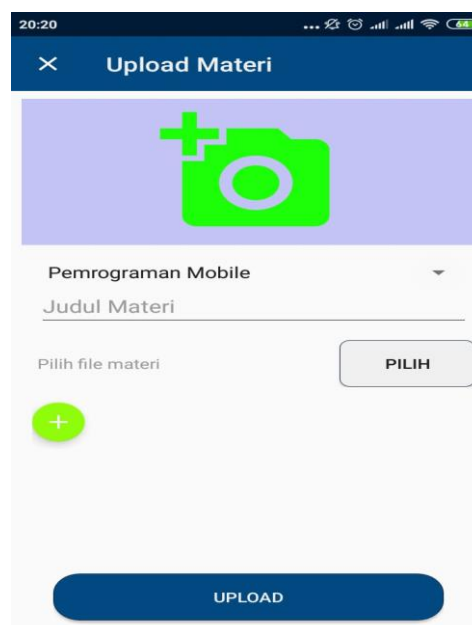 20:20
... 64
Upload Materi
Pemrograman Mobile
Judul Materi
Pilih file materi
PILIH
UPLOAD